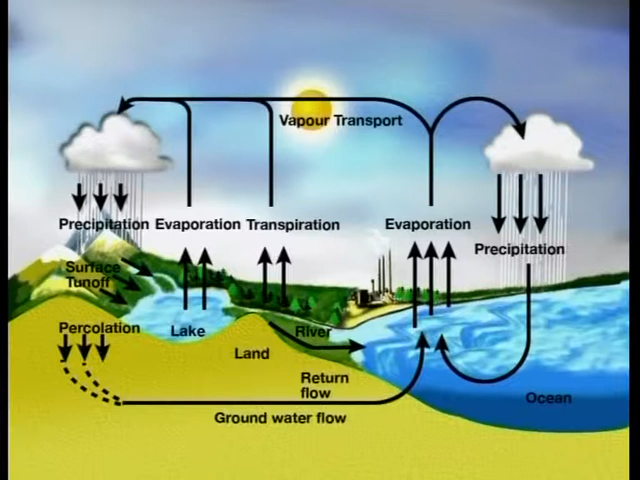 Vapour Transport
Precipitation Evaporation Transpiration
Evaporation
Precipitation
Surface
Tunoff
Percolation
Lake
River
Land
Return
flow
Ocean
Ground water flow